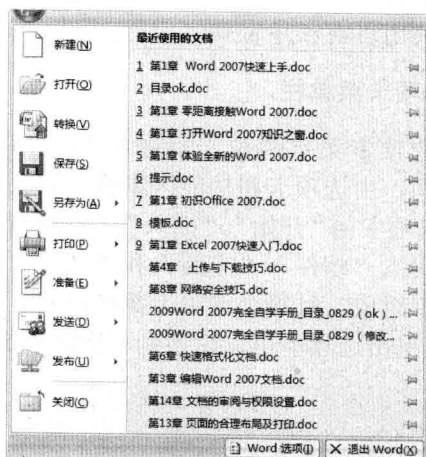 新建(N)
打开(O)
转换(V)
保存(S)
另存为(A)
打印(P)
准备(E)
发送(D)
发布(U)
关闭(C)
最近使用的文档
1 第1章 Word 2007快速上手.doc
2 目录ok.doc
3 第1章 零距离接触Word 2007.doc
4 第1章 打开Word 2007知识之窗.doc
5 第1章 体验全新的Word 2007.doc
6 提示.doc
7 第1章 初识Office 2007.doc
8 模板.doc
9 第1章 Excel 2007快速入门.doc
第4章 上传与下载技巧.doc
第8章 网络安全技巧.doc
2009Word 2007完全自学手册_目录_0829（ok）...
2009Word 2007完全自学手册_目录_0829（修改...
第6章 快速格式化文档.doc
第3章 编辑Word 2007文档.doc
第14章 文档的审阅与权限设置.doc
第13章 页面的合理布局及打印.doc
Word 选项(I)
退出 Word(X)